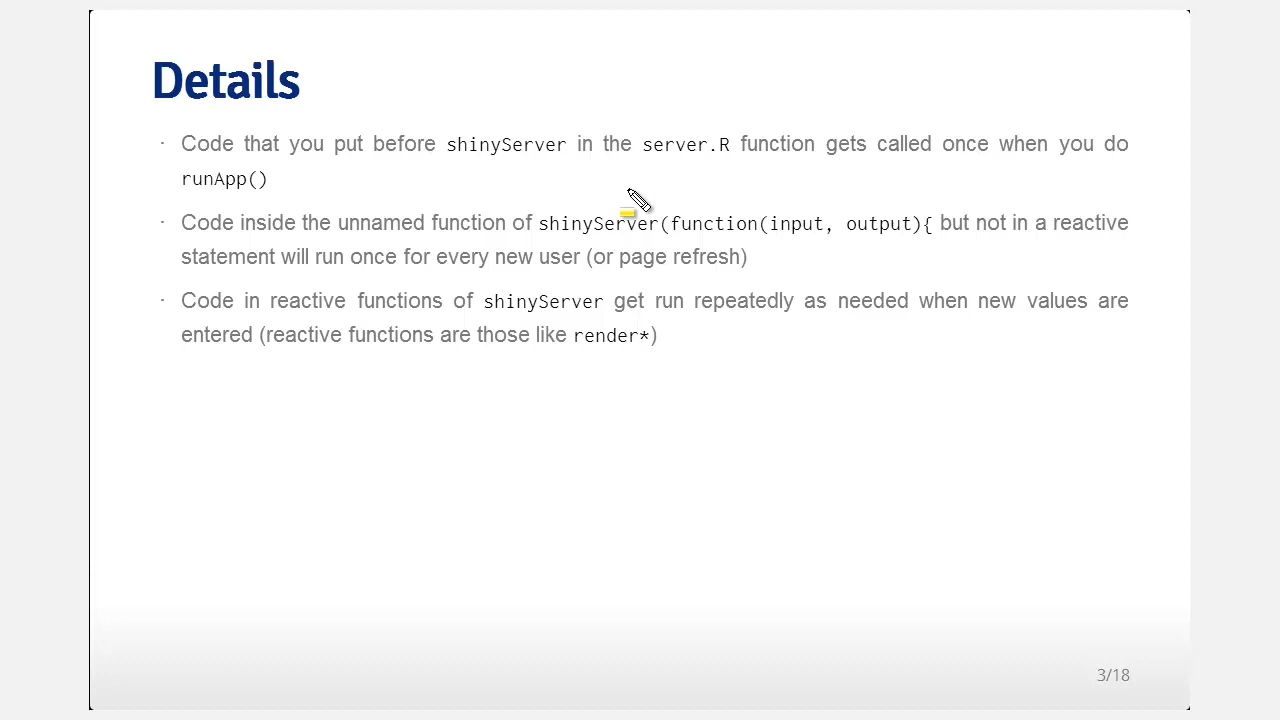 Details
· Code that you put before shinyServer in the server.R function gets called once when you do
runApp()
· Code inside the unnamed function of shinyServer(function(input, output){ but not in a reactive
statement will run once for every new user (or page refresh)
· Code in reactive functions of shinyServer get run repeatedly as needed when new values are
entered (reactive functions are those like render*)
3/18